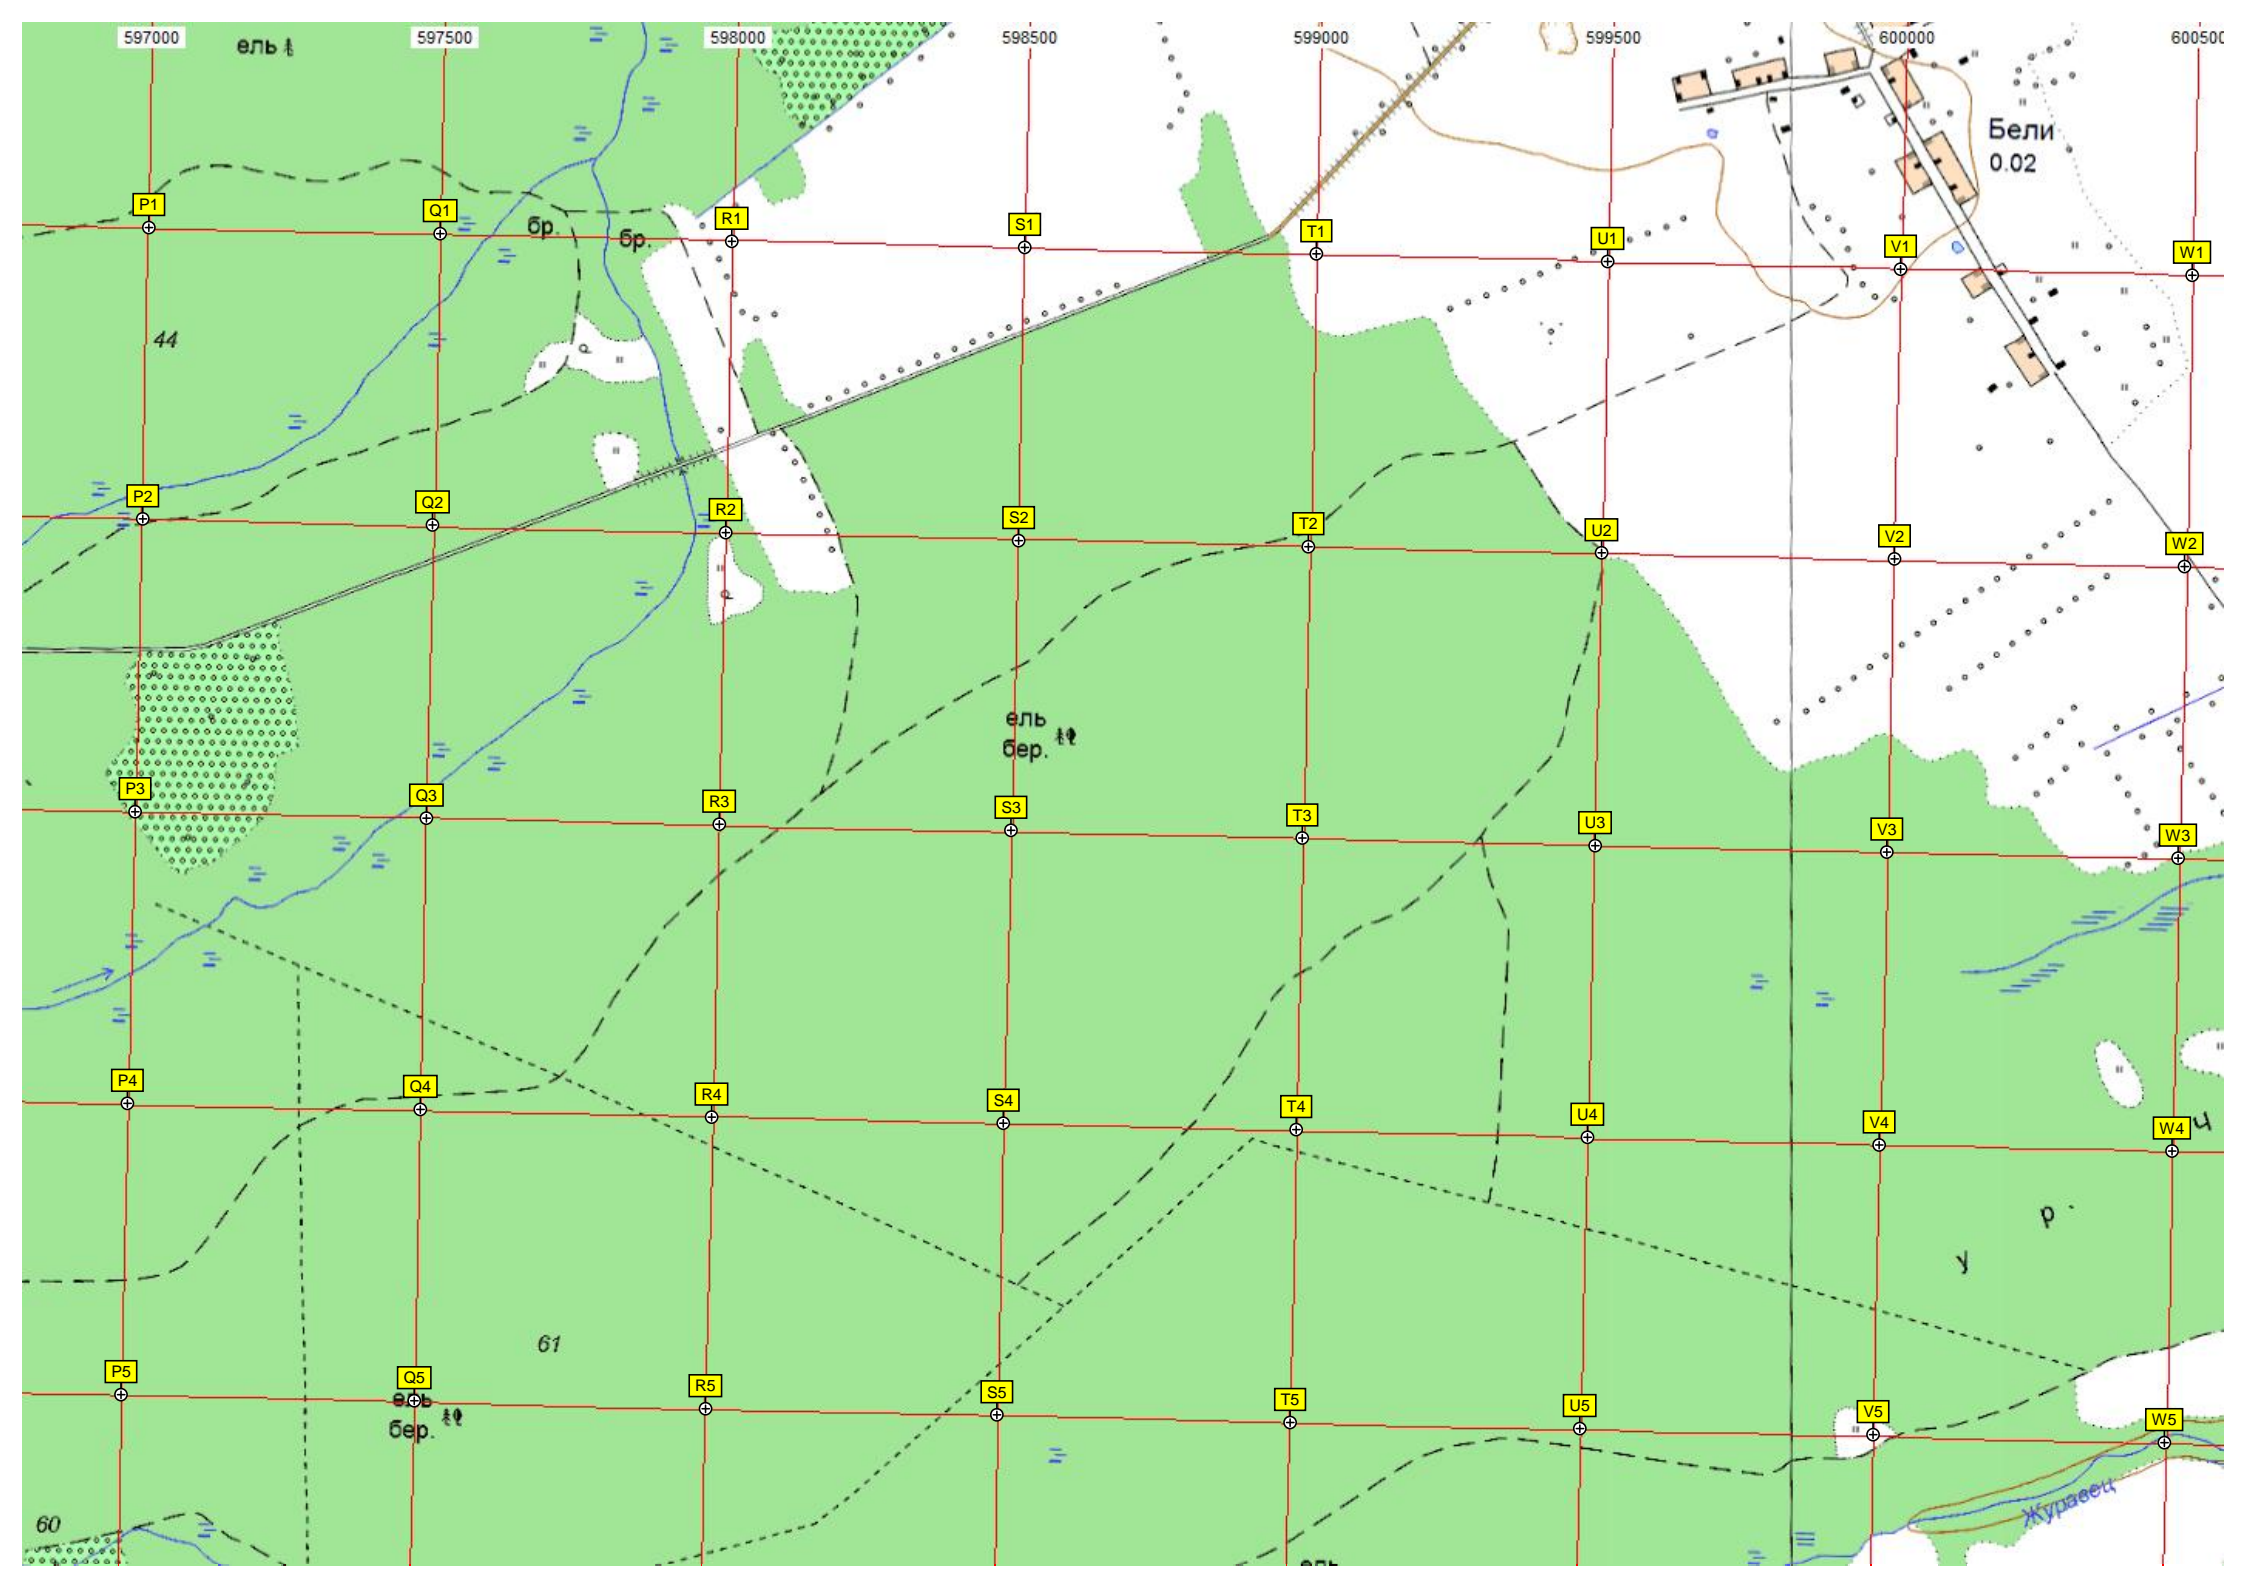 597000 597500 598000 598500 599000 599500 600000 600500
ель
Бели
0.02
P1 Q1 R1 S1 T1 U1 V1 W1
бр. бр.
44
P2 Q2 R2 S2 T2 U2 V2 W2
ель
бер.
P3 Q3 R3 S3 T3 U3 V3 W3
P4 Q4 R4 S4 T4 U4 V4 W4
ч
р
у
61
P5 Q5 R5 S5 T5 U5 V5 W5
ель
бер.
Журавец
60
ель